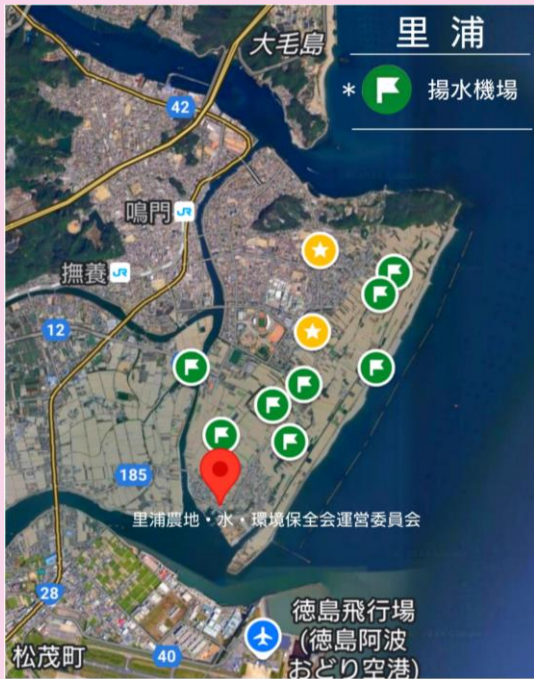 里浦
* 揚水機場
大毛島
42
鳴門 JR
撫養 JR
12
185
里浦農地・水・環境保全会運営委員会
28
徳島飛行場
(徳島阿波
おどり空港)
松茂町
40